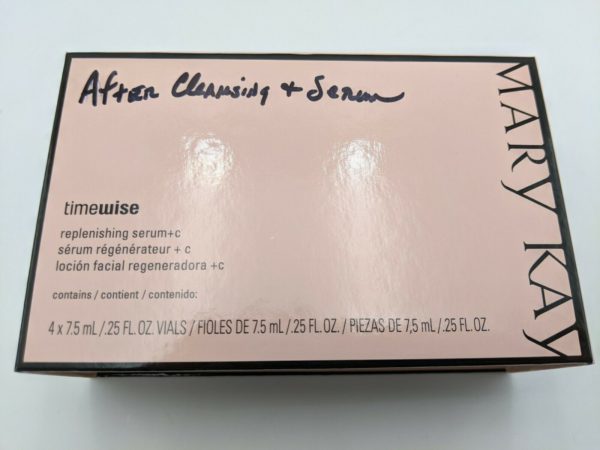 After Cleansing + Serum
MARY KAY
timewise
replenishing serum+c
sérum régénérateur + c
loción facial regeneradora +c
contains / contient / contenido:
4 x 7.5 mL /.25 FL. OZ. VIALS / FIOLES DE 7.5 mL /.25 FL. OZ. / PIEZAS DE 7,5 mL /.25 FL. OZ.